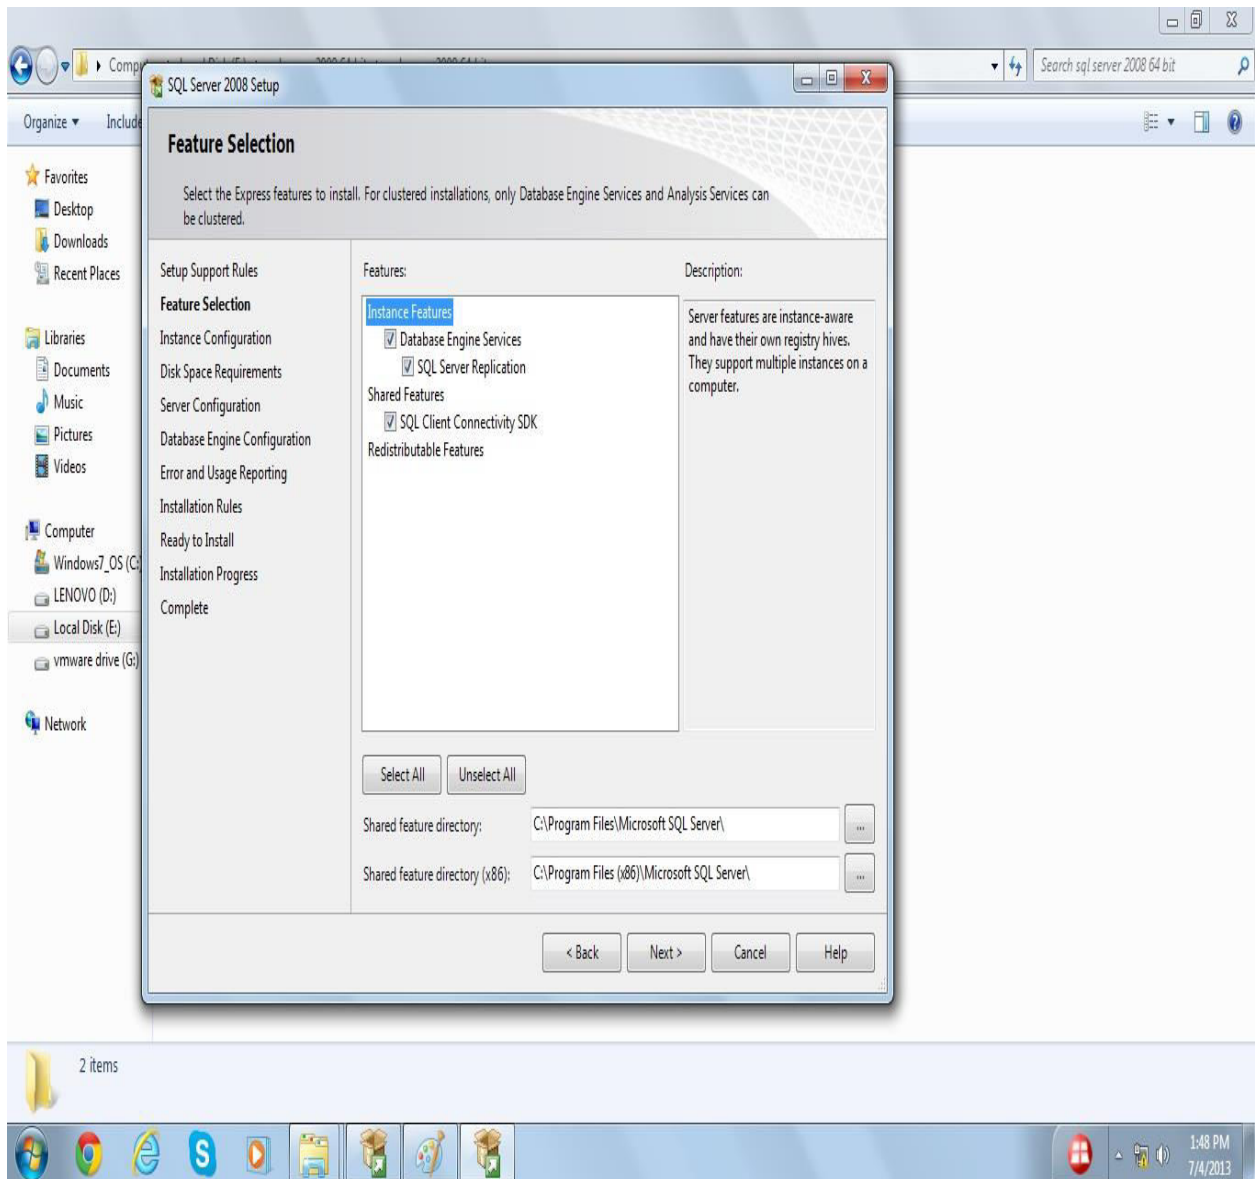 Search sql server 2008 64 bit
Organize
Include
Favorites
Desktop
Downloads
Recent Places
Libraries
Documents
Music
Pictures
Videos
Computer
Windows7_OS (C:)
LENOVO (D:)
Local Disk (E:)
vmware drive (G:)
Network
SQL Server 2008 Setup
Feature Selection
Select the Express features to install. For clustered installations, only Database Engine Services and Analysis Services can
be clustered.
Setup Support Rules
Feature Selection
Instance Configuration
Disk Space Requirements
Server Configuration
Database Engine Configuration
Error and Usage Reporting
Installation Rules
Ready to Install
Installation Progress
Complete
Features:
Instance Features
Database Engine Services
SQL Server Replication
Shared Features
SQL Client Connectivity SDK
Redistributable Features
Description:
Server features are instance-aware
and have their own registry hives.
They support multiple instances on a
computer.
Select All
Unselect All
Shared feature directory: C:\Program Files\Microsoft SQL Server\ ...
Shared feature directory (x86): C:\Program Files (x86)\Microsoft SQL Server\ ...
< Back
Next >
Cancel
Help
2 items
1:48 PM
7/4/2013